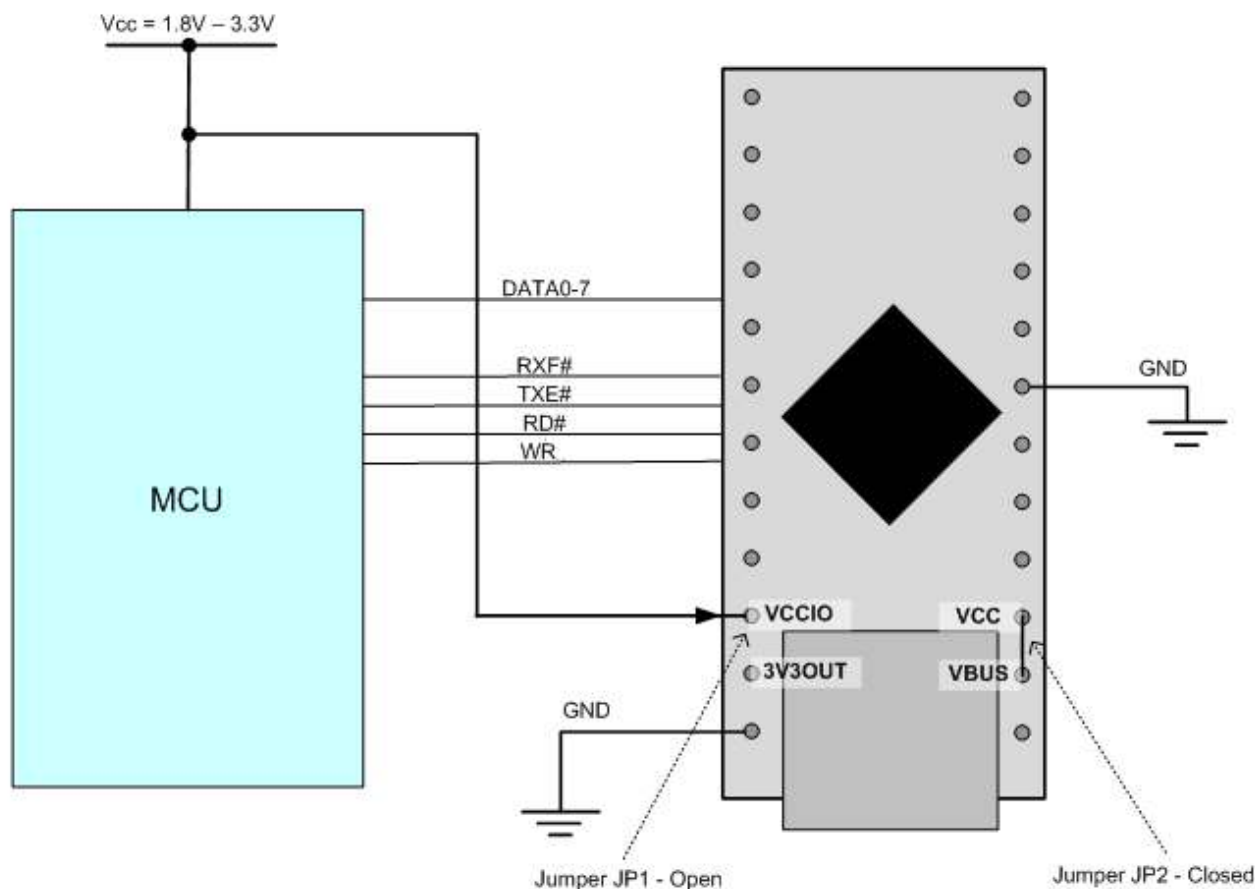 Vcc = 1.8V – 3.3V
DATA0-7
RXF#
TXE#
RD#
WR
MCU
GND
VCCIO
VCC
3V3OUT
VBUS
GND
Jumper JP1 - Open
Jumper JP2 - Closed